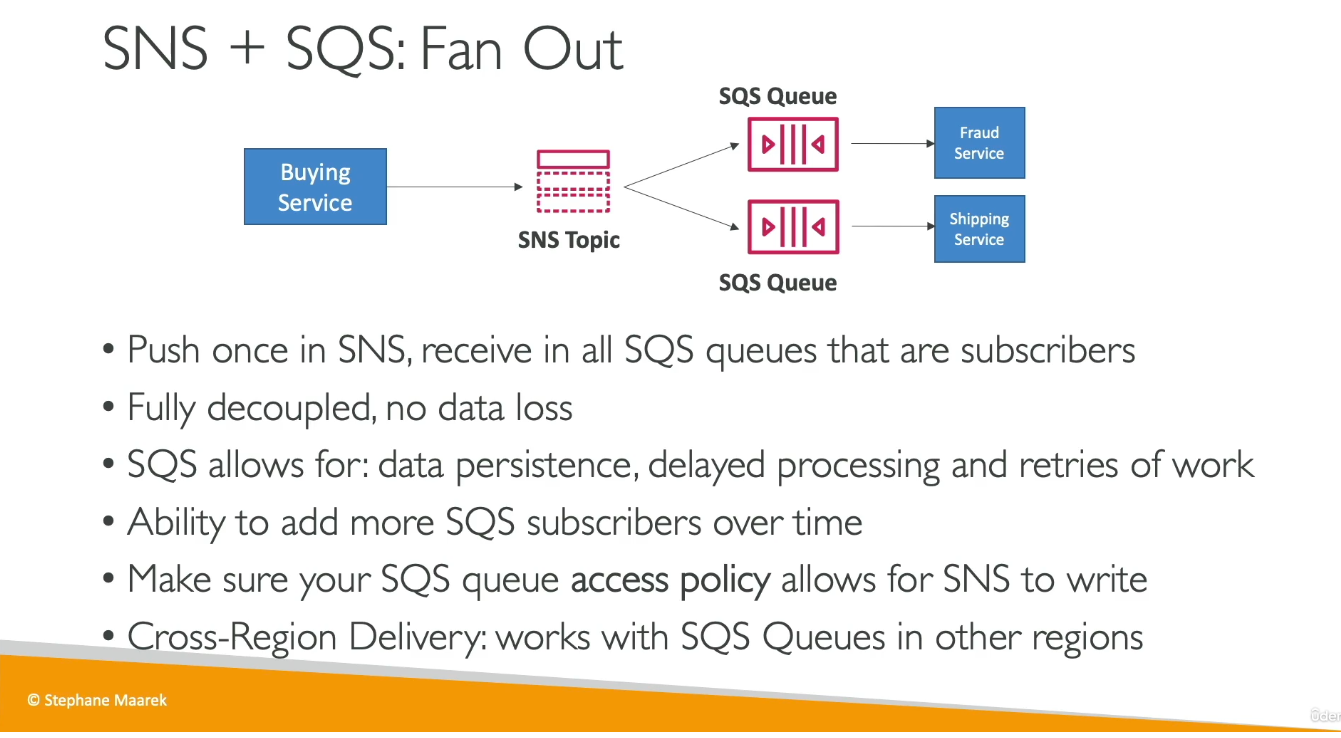 SNS + SQS: Fan Out
SQS Queue
Buying
Service
SNS Topic
Fraud
Service
Shipping
Service
SQS Queue
• Push once in SNS, receive in all SQS queues that are subscribers
• Fully decoupled, no data loss
• SQS allows for: data persistence, delayed processing and retries of work
• Ability to add more SQS subscribers over time
• Make sure your SQS queue access policy allows for SNS to write
• Cross-Region Delivery: works with SQS Queues in other regions
© Stephane Maarek